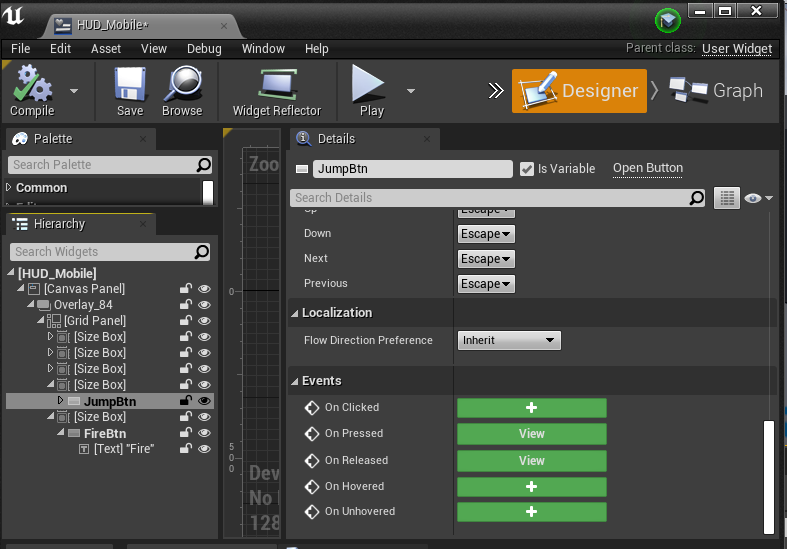 HUD_Mobile*
File Edit Asset View Debug Window Help
Parent class: User Widget
Compile Save Browse Widget Reflector Play Designer Graph
Palette
Search Palette
Common
Hierarchy
Search Widgets
[HUD_Mobile]
[Canvas Panel]
Overlay_84
[Grid Panel]
[Size Box]
[Size Box]
[Size Box]
[Size Box]
JumpBtn
[Size Box]
FireBtn
[Text] "Fire"
Zoo
0
5
0
0
Dev
No
128
Details
JumpBtn Is Variable Open Button
Search Details
Up Escape
Down Escape
Next Escape
Previous Escape
Localization
Flow Direction Preference Inherit
Events
On Clicked +
On Pressed View
On Released View
On Hovered +
On Unhovered +